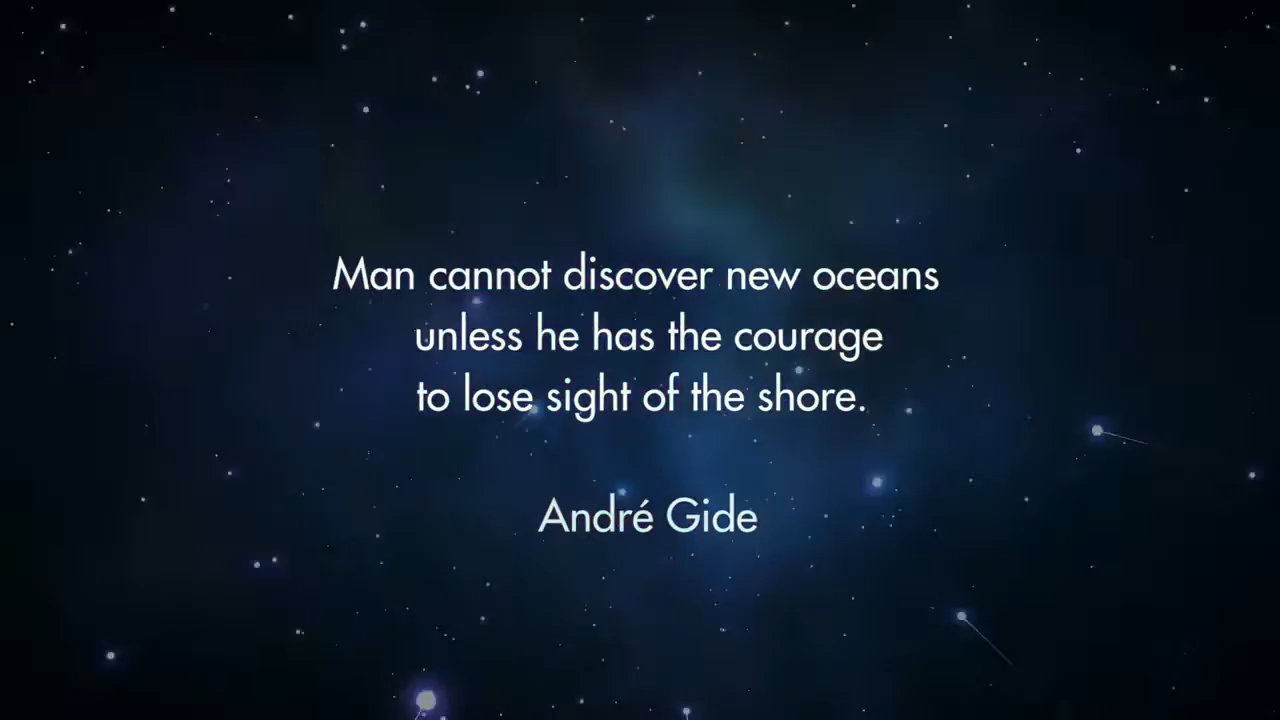 Man cannot discover new oceans
unless he has the courage
to lose sight of the shore.
André Gide